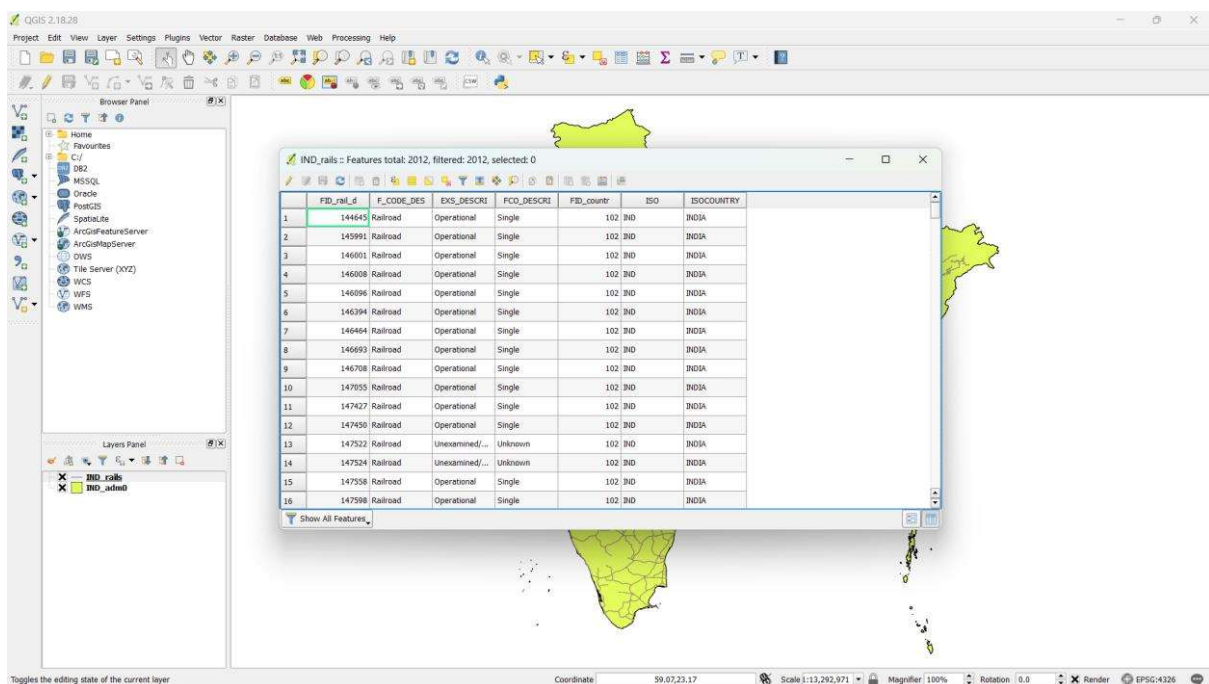 QGIS 2.18.28
Project Edit View Layer Settings Plugins Vector Raster Database Web Processing Help
Browser Panel
Home
Favourites
C:/
DB2
MSSQL
Oracle
PostGIS
SpatiaLite
ArcGisFeatureServer
ArcGisMapServer
OWS
Tile Server (XYZ)
WCS
WFS
WMS
IND_rails :: Features total: 2012, filtered: 2012, selected: 0
FID_rail_d F_CODE_DES EXS_DESCRI FCO_DESCRI FID_countr ISO ISOCOUNTRY
1 144645 Railroad Operational Single 102 IND INDIA
2 145991 Railroad Operational Single 102 IND INDIA
3 146001 Railroad Operational Single 102 IND INDIA
4 146008 Railroad Operational Single 102 IND INDIA
5 146096 Railroad Operational Single 102 IND INDIA
6 146394 Railroad Operational Single 102 IND INDIA
7 146464 Railroad Operational Single 102 IND INDIA
8 146693 Railroad Operational Single 102 IND INDIA
9 146708 Railroad Operational Single 102 IND INDIA
10 147055 Railroad Operational Single 102 IND INDIA
11 147427 Railroad Operational Single 102 IND INDIA
12 147450 Railroad Operational Single 102 IND INDIA
13 147522 Railroad Unexamined/... Unknown 102 IND INDIA
14 147524 Railroad Unexamined/... Unknown 102 IND INDIA
15 147558 Railroad Operational Single 102 IND INDIA
16 147598 Railroad Operational Single 102 IND INDIA
Show All Features
Layers Panel
IND_rails
IND_adm0
Toggles the editing state of the current layer Coordinate 59.07,23.17 Scale 1:13,292,971 Magnifier 100% Rotation 0.0 Render EPSG:4326